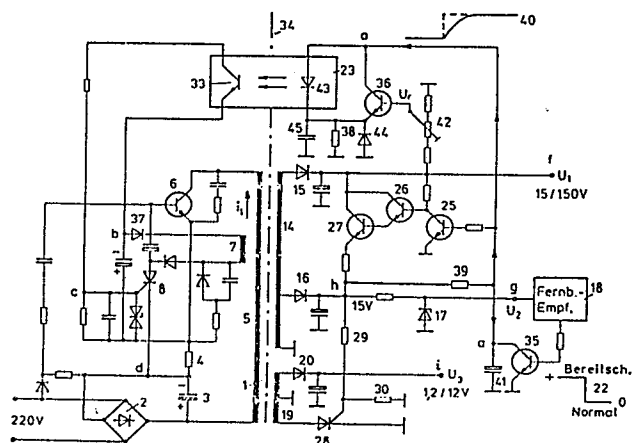 34
a
40
33
23
43
36
Ur
42
45
38
44
f
U1
15/150V
6
i1
15
14
26
25
27
37
b
7
-
+
8
c
5
16
h
15V
39
g
U2
Fernb.-
Empf.
18
17
29
4
d
a
35
Bereitsch.
+
22
0
Normal
41
20
i
U3
1,2/12V
2
-
+
3
1
19
30
28
220V